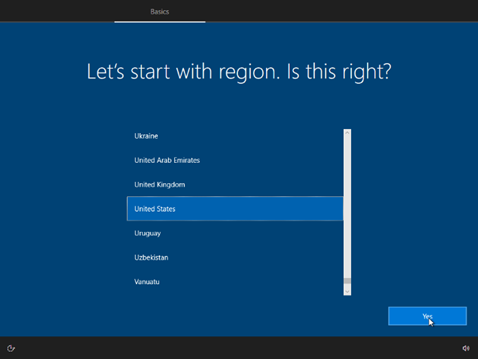 Basics
Let's start with region. Is this right?
Ukraine
United Arab Emirates
United Kingdom
United States
Uruguay
Uzbekistan
Vanuatu
Yes